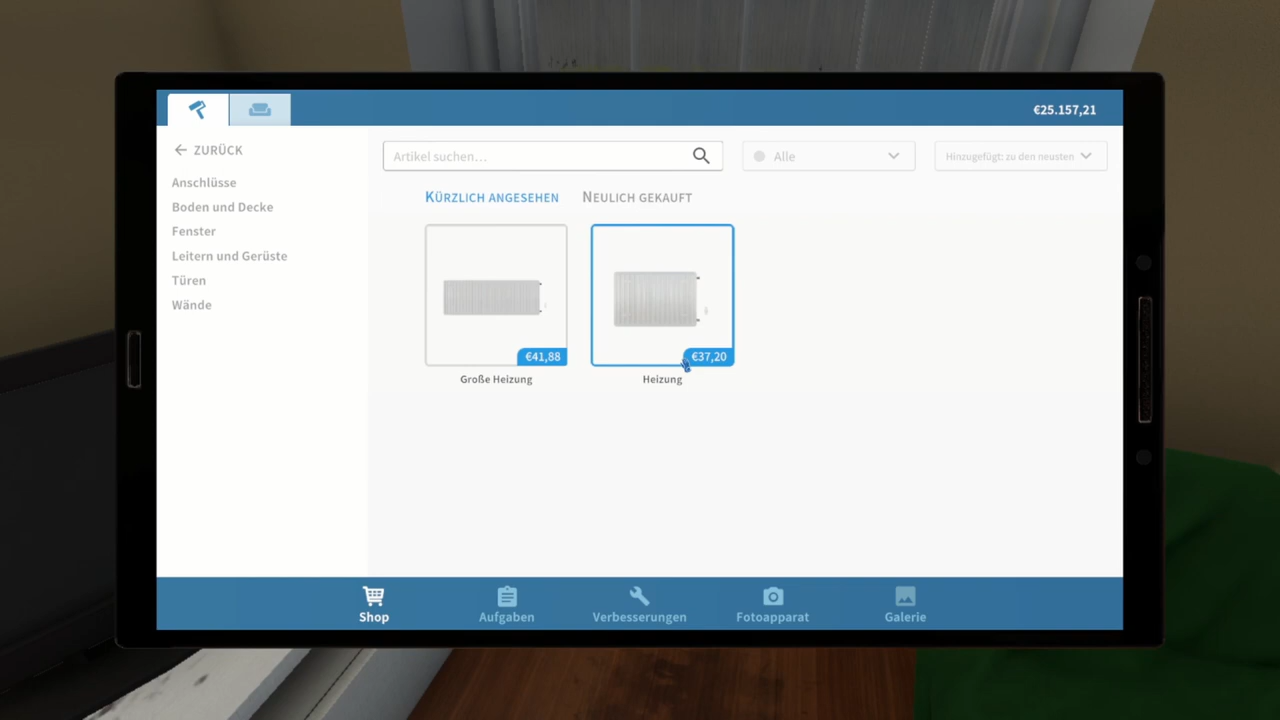 €25.157,21
ZURÜCK
Anschlüsse
Boden und Decke
Fenster
Leitern und Gerüste
Türen
Wände
Artikel suchen...
Alle
Hinzugefügt: zu den neusten
KÜRZLICH ANGESEHEN
NEULICH GEKAUFT
€41,88
€37,20
Große Heizung
Heizung
Shop
Aufgaben
Verbesserungen
Fotoapparat
Galerie